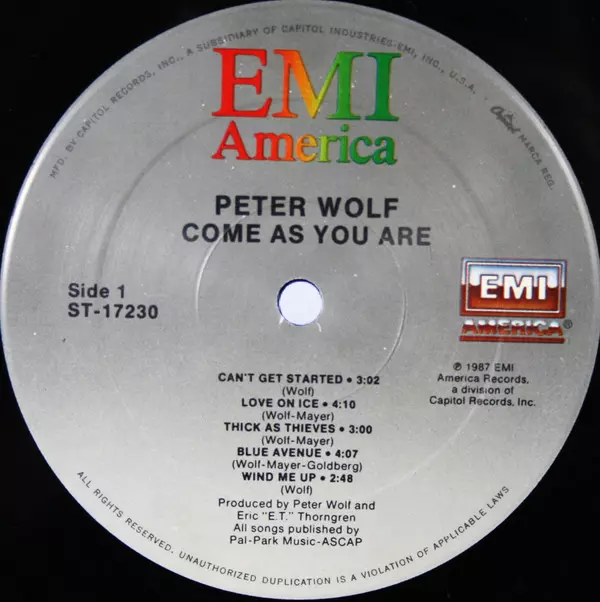 MFD. BY CAPITOL RECORDS, INC., A SUBSIDIARY OF CAPITOL INDUSTRIES-EMI, INC., U.S.A.
Capitol MARCA REG.
EMI
America
PETER WOLF
COME AS YOU ARE
Side 1
ST-17230
EMI
AMERICA®
℗ 1987 EMI
America Records,
a division of
Capitol Records, Inc.
CAN'T GET STARTED • 3:02
(Wolf)
LOVE ON ICE • 4:10
(Wolf-Mayer)
THICK AS THIEVES • 3:00
(Wolf-Mayer)
BLUE AVENUE • 4:07
(Wolf-Mayer-Goldberg)
WIND ME UP • 2:48
(Wolf)
Produced by Peter Wolf and
Eric "E.T." Thorngren
All songs published by
Pal-Park Music-ASCAP
ALL RIGHTS RESERVED. UNAUTHORIZED DUPLICATION IS A VIOLATION OF APPLICABLE LAWS